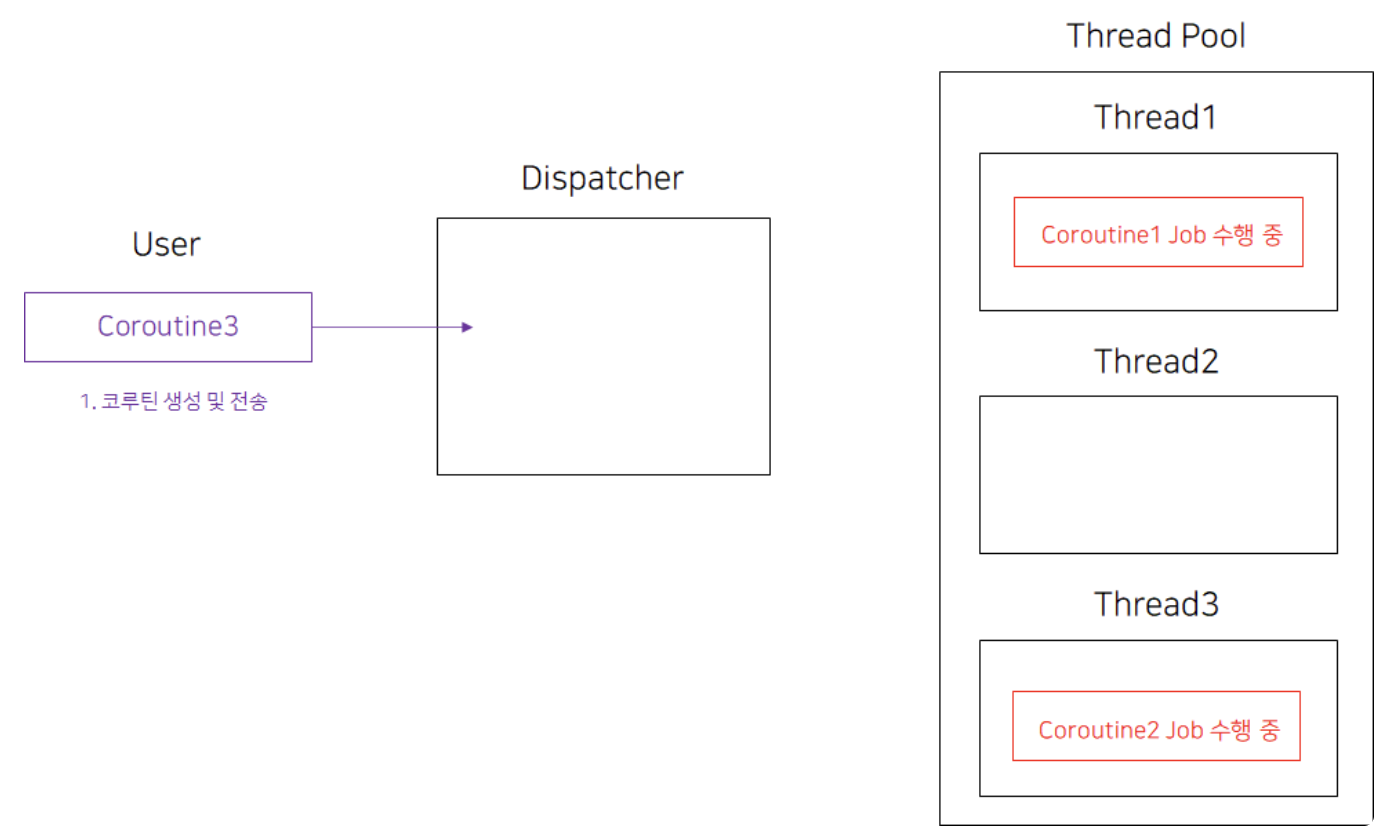 User
Coroutine3
1. 코루틴 생성 및 전송
Dispatcher
Thread Pool
Thread1
Coroutine1 Job 수행 중
Thread2
Thread3
Coroutine2 Job 수행 중